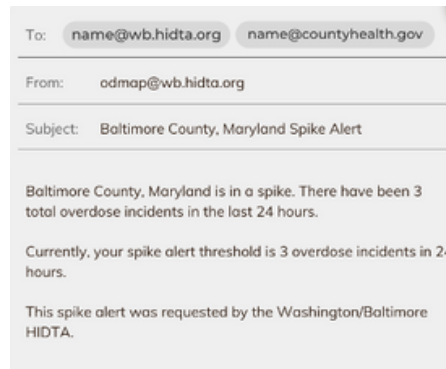 To: name@wb.hidta.org name@countyhealth.gov
From: odmap@wb.hidta.org
Subject: Baltimore County, Maryland Spike Alert
Baltimore County, Maryland is in a spike. There have been 3
total overdose incidents in the last 24 hours.
Currently, your spike alert threshold is 3 overdose incidents in 24
hours.
This spike alert was requested by the Washington/Baltimore
HIDTA.